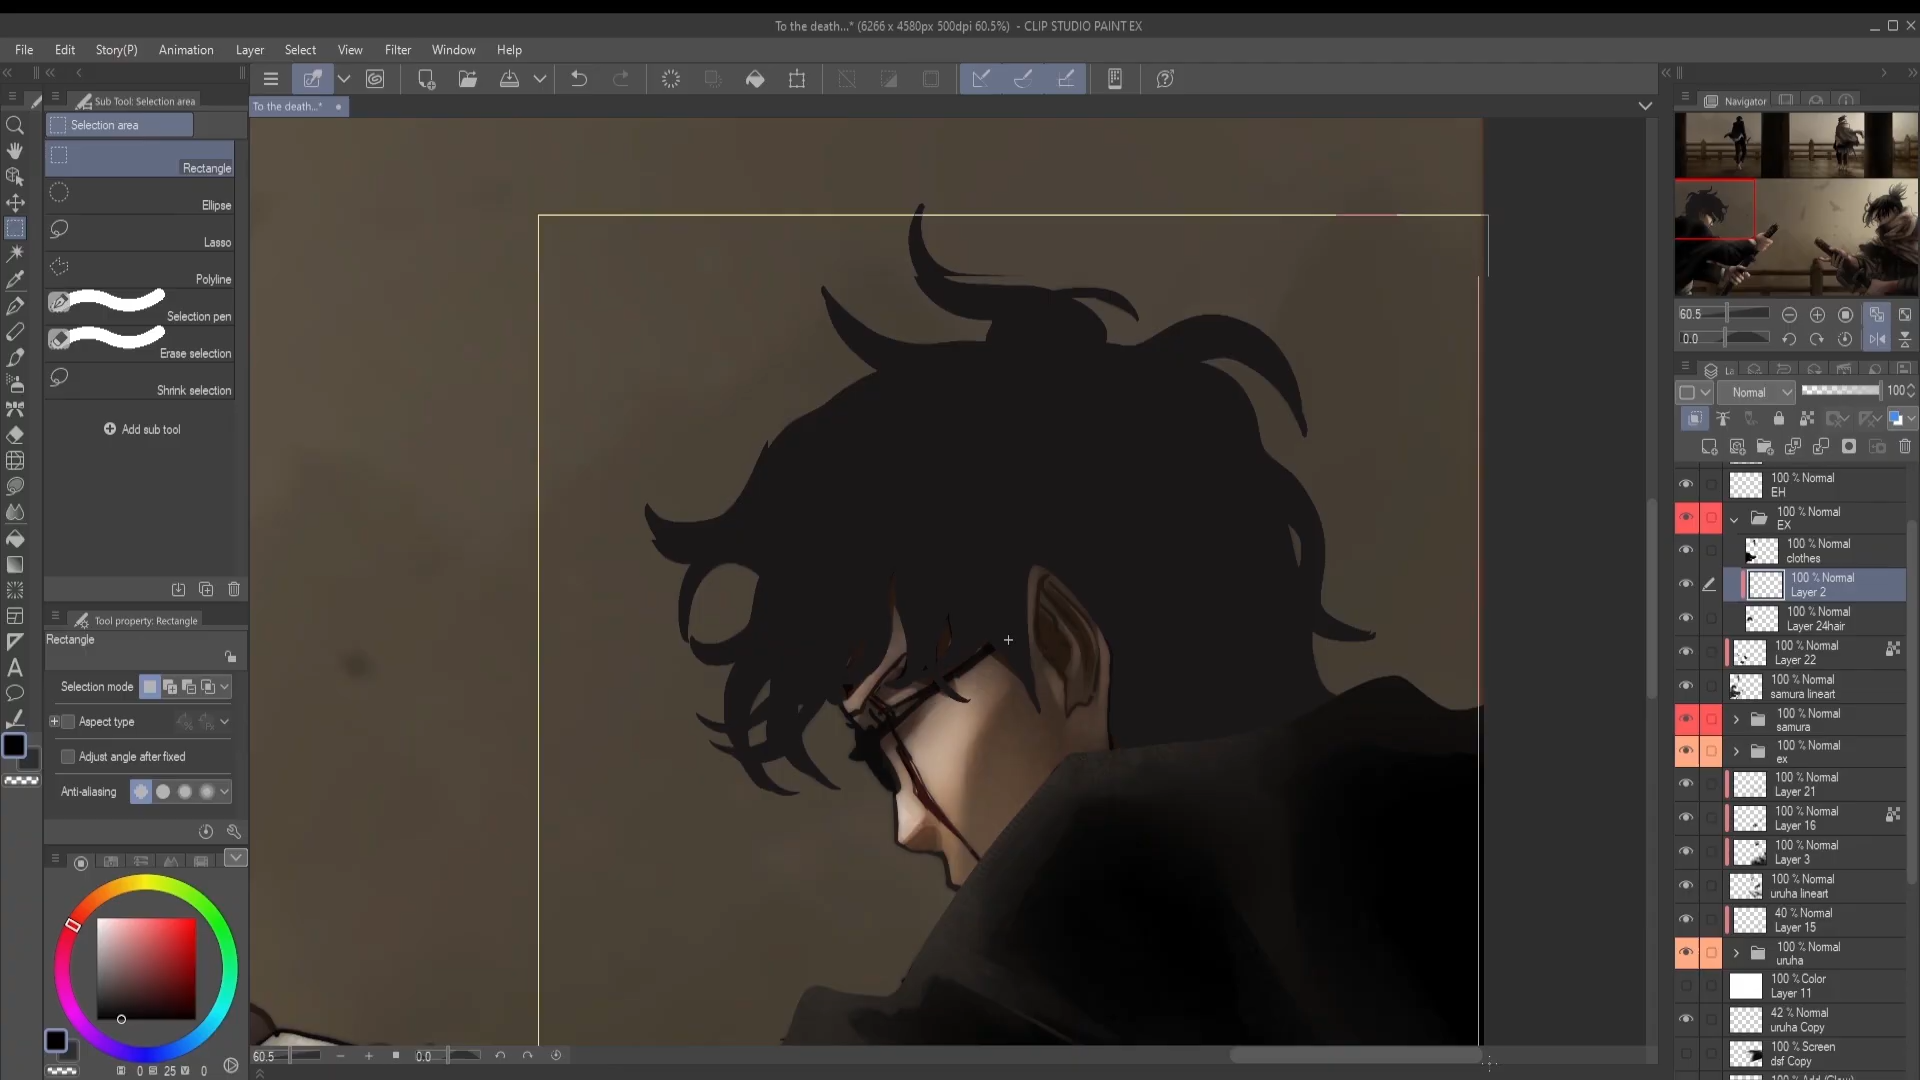 To the death...* (6266 x 4580px 500dpi 60.5%) - CLIP STUDIO PAINT EX
File Edit Story(P) Animation Layer Select View Filter Window Help
Sub Tool: Selection area
To the death...*
Navigator
Selection area
Rectangle
Ellipse
Lasso
Polyline
Selection pen
Erase selection
Shrink selection
Add sub tool
Tool property: Rectangle
Rectangle
Selection mode
Aspect type
Adjust angle after fixed
Anti-aliasing
0 25 0
60.5
0.0
60.5
0.0
La
Normal
100
100 % Normal
EH
100 % Normal
EX
100 % Normal
clothes
100 % Normal
Layer 2
100 % Normal
Layer 24hair
100 % Normal
Layer 22
100 % Normal
samura lineart
100 % Normal
samura
100 % Normal
ex
100 % Normal
Layer 21
100 % Normal
Layer 16
100 % Normal
Layer 3
100 % Normal
uruha lineart
40 % Normal
Layer 15
100 % Normal
uruha
100 % Color
Layer 11
42 % Normal
uruha Copy
100 % Screen
dsf Copy